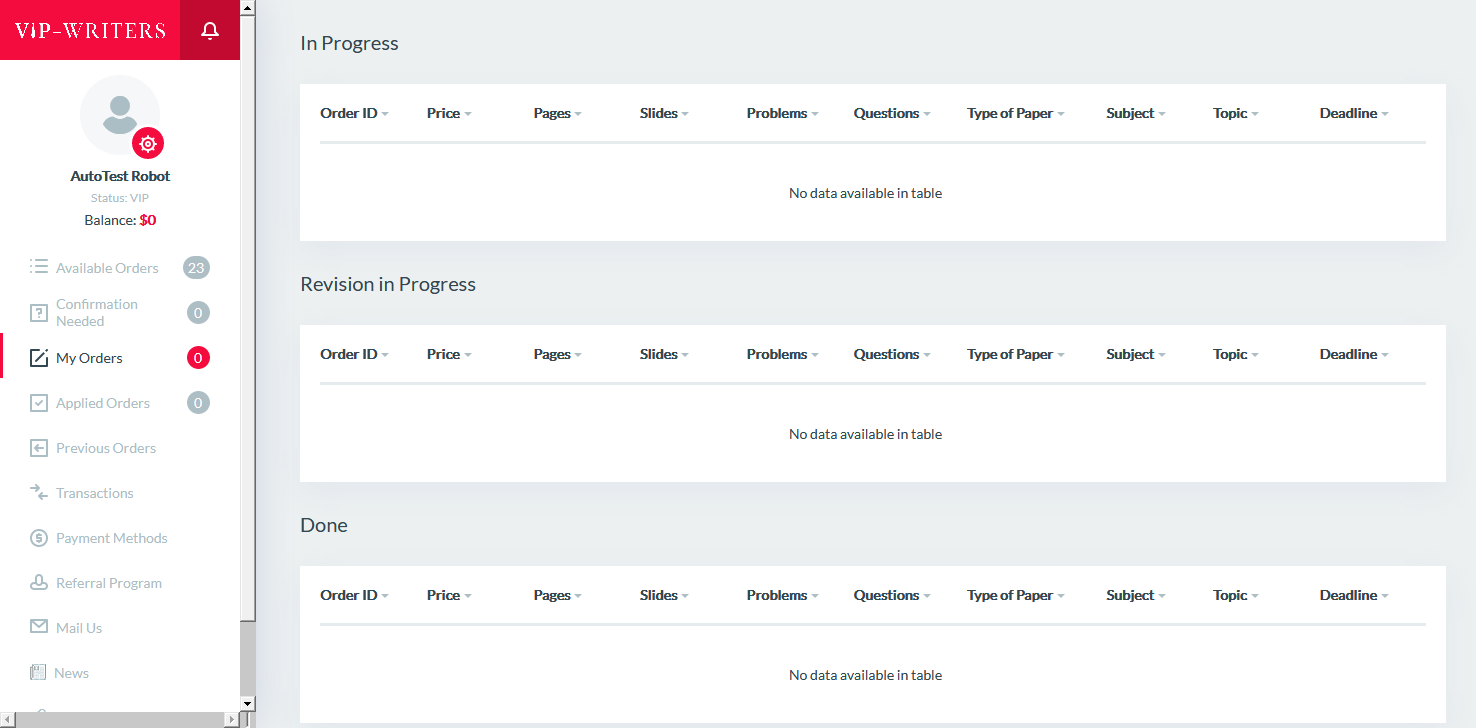 VIP-WRITERS
AutoTest Robot
Status: VIP
Balance: $0
Available Orders 23
Confirmation
Needed 0
My Orders 0
Applied Orders 0
Previous Orders
Transactions
Payment Methods
Referral Program
Mail Us
News
In Progress
Order ID Price Pages Slides Problems Questions Type of Paper Subject Topic Deadline
No data available in table
Revision in Progress
Order ID Price Pages Slides Problems Questions Type of Paper Subject Topic Deadline
No data available in table
Done
Order ID Price Pages Slides Problems Questions Type of Paper Subject Topic Deadline
No data available in table